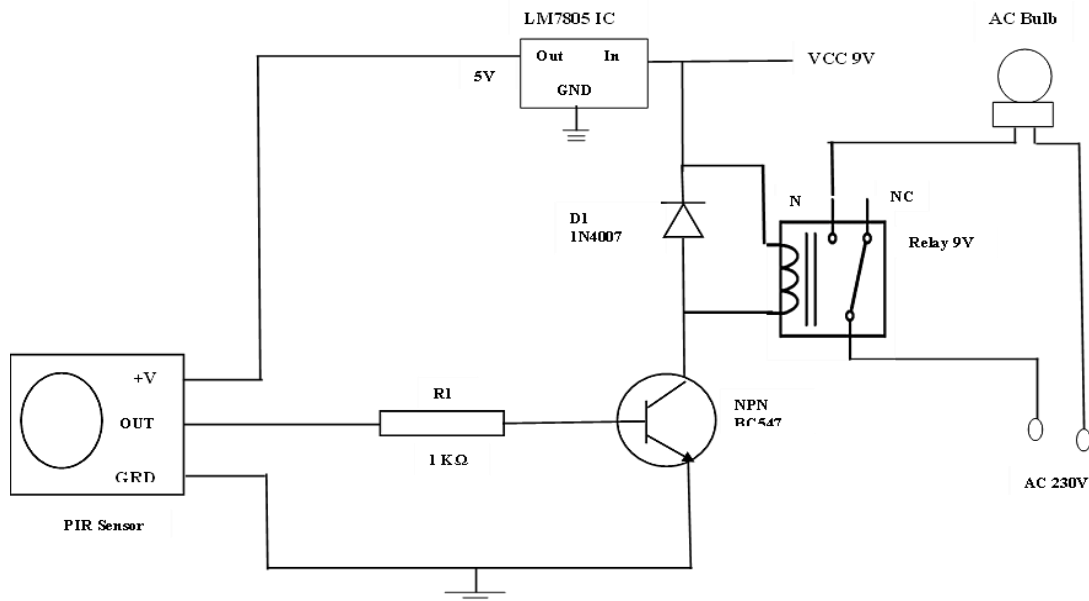 LM7805 IC
AC Bulb
Out In
GND
5V
VCC 9V
N
NC
D1
1N4007
Relay 9V
+V
OUT
GRD
R1
1 KΩ
NPN
BC547
AC 230V
PIR Sensor